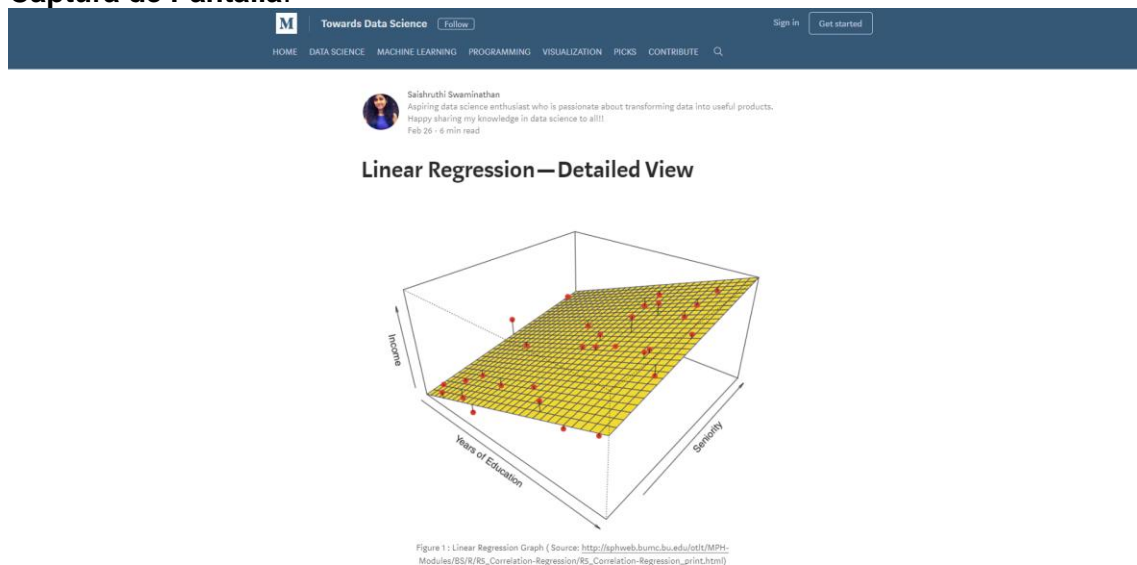 Captura de Pantalla:
M Towards Data Science Follow Sign in Get started
HOME DATA SCIENCE MACHINE LEARNING PROGRAMMING VISUALIZATION PICKS CONTRIBUTE
Saishruthi Swaminathan
Aspiring data science enthusiast who is passionate about transforming data into useful products.
Happy sharing my knowledge in data science to all!!
Feb 26 · 6 min read
Linear Regression—Detailed View
Income
Years of Education
Seniority
Figure 1 : Linear Regression Graph ( Source: http://sphweb.bumc.bu.edu/otlt/MPH-
Modules/BS/R/R5_Correlation-Regression/R5_Correlation-Regression_print.html)